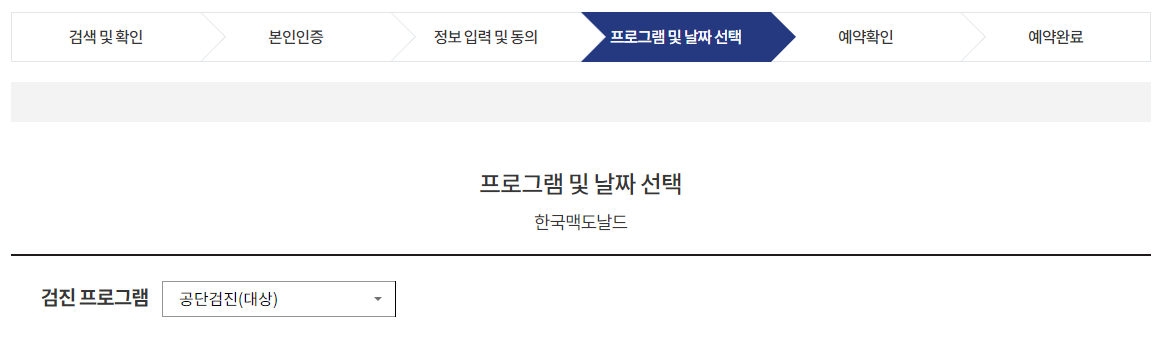 검색 및 확인 본인인증 정보 입력 및 동의 프로그램 및 날짜 선택 예약확인 예약완료
프로그램 및 날짜 선택
한국맥도날드
검진 프로그램 공단검진(대상)